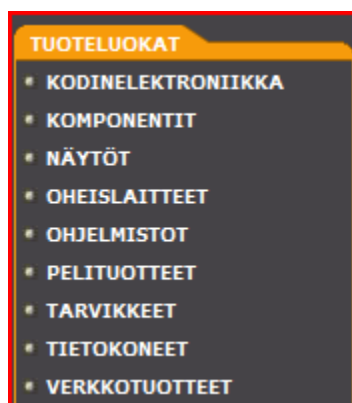 TUOTELUOKAT
KODINELEKTRONIIKKA
KOMPONENTIT
NÄYTÖT
OHEISLAITTEET
OHJELMISTOT
PELITUOTTEET
TARVIKKEET
TIETOKONEET
VERKKOTUOTTEET